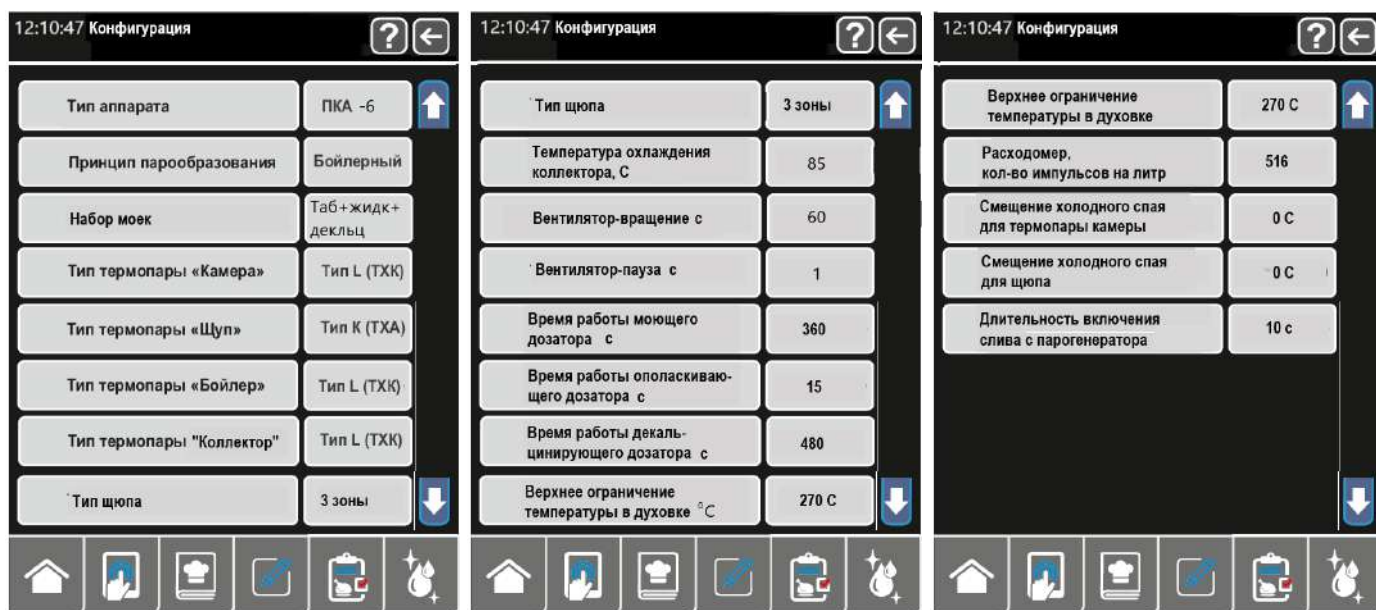 12:10:47 Конфигурация
?
Тип аппарата
ПКА -6
Принцип парообразования
Бойлерный
Набор моек
Таб+жидк+
декльц
Тип термопары «Камера»
Тип L (ТХК)
Тип термопары «Щуп»
Тип K (ТХА)
Тип термопары «Бойлер»
Тип L (ТХК)
Тип термопары "Коллектор"
Тип L (ТХК)
Тип щюпа
3 зоны
12:10:47 Конфигурация
?
Тип щюпа
3 зоны
Температура охлаждения
коллектора, С
85
Вентилятор-вращение с
60
Вентилятор-пауза с
1
Время работы моющего
дозатора с
360
Время работы ополаскиваю-
щего дозатора с
15
Время работы декаль-
цинирующего дозатора с
480
Верхнее ограничение
температуры в духовке °С
270 С
12:10:47 Конфигурация
?
Верхнее ограничение
температуры в духовке
270 С
Расходомер,
кол-во импульсов на литр
516
Смещение холодного спая
для термопары камеры
0 С
Смещение холодного спая
для щюпа
0 С
Длительность включения
слива с парогенератора
10 с